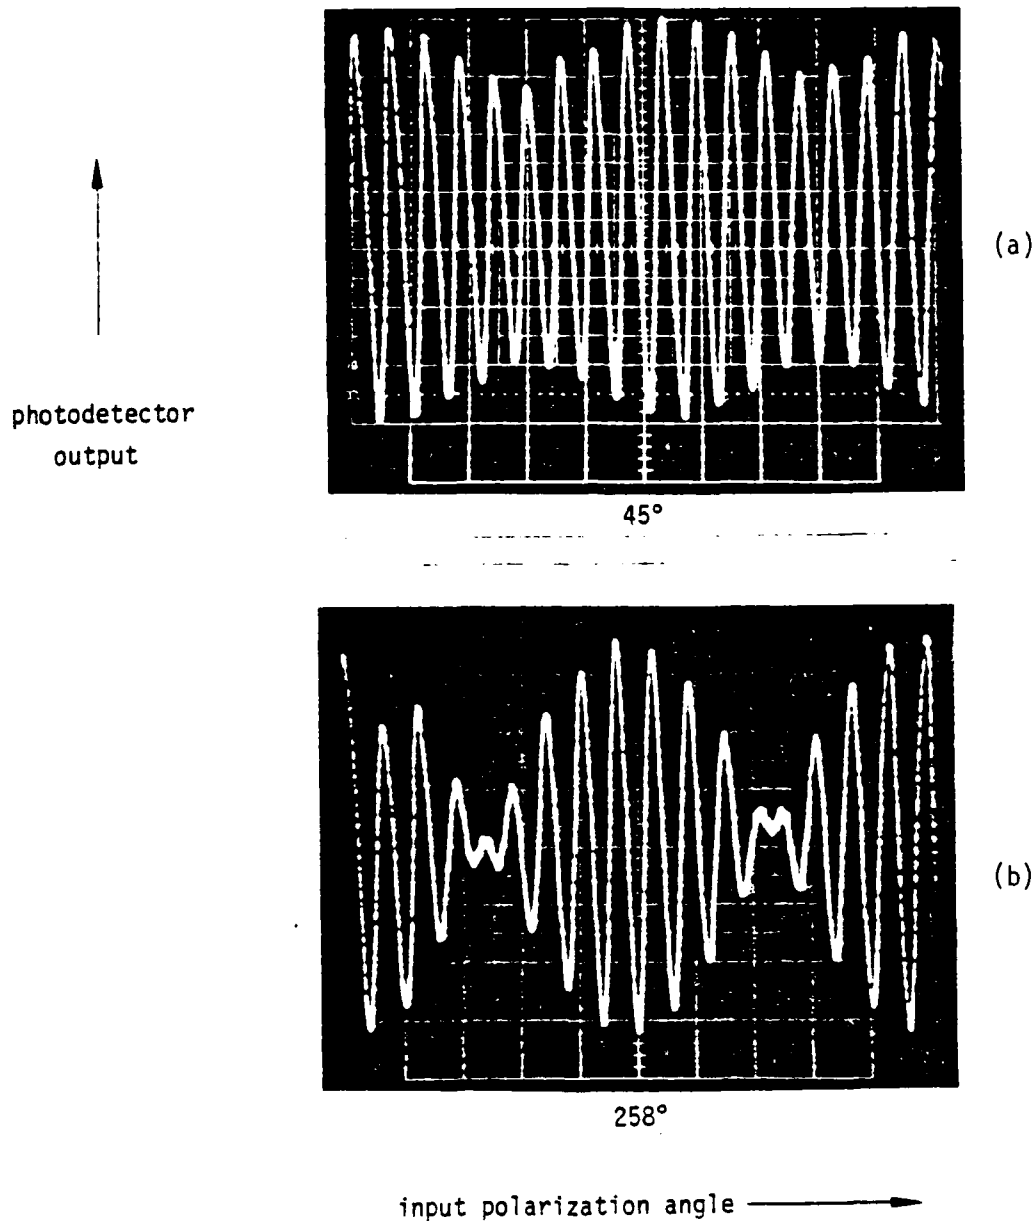 (a)
photodetector
output
45°
(b)
258°
input polarization angle